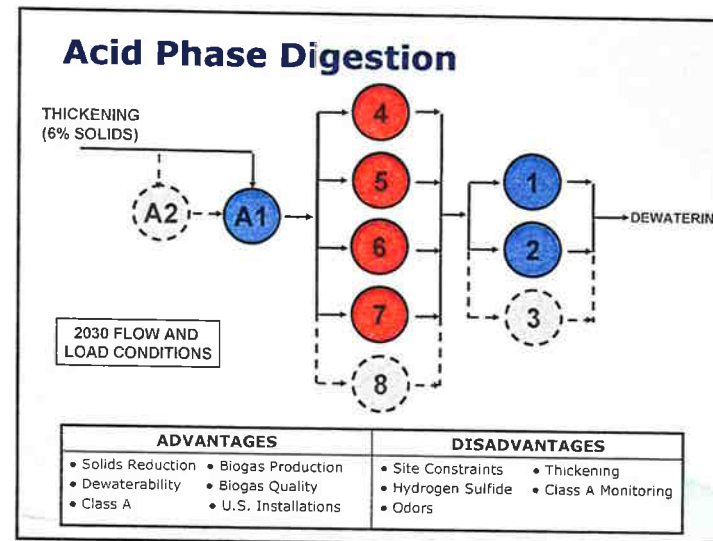 Acid Phase Digestion
THICKENING
(6% SOLIDS)
A2
A1
4
5
6
7
8
1
2
3
DEWATERIN
2030 FLOW AND
LOAD CONDITIONS
ADVANTAGES
• Solids Reduction • Biogas Production
• Dewaterability • Biogas Quality
• Class A • U.S. Installations
DISADVANTAGES
• Site Constraints • Thickening
• Hydrogen Sulfide • Class A Monitoring
• Odors